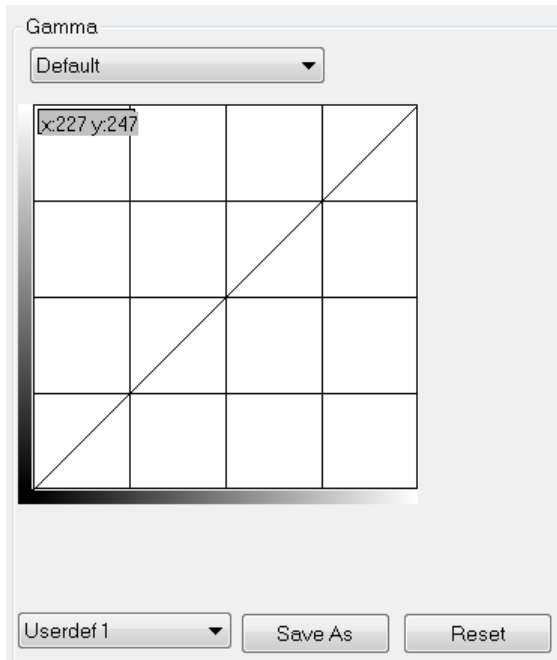 Gamma
Default
x:227 y:247
Userdef 1
Save As
Reset